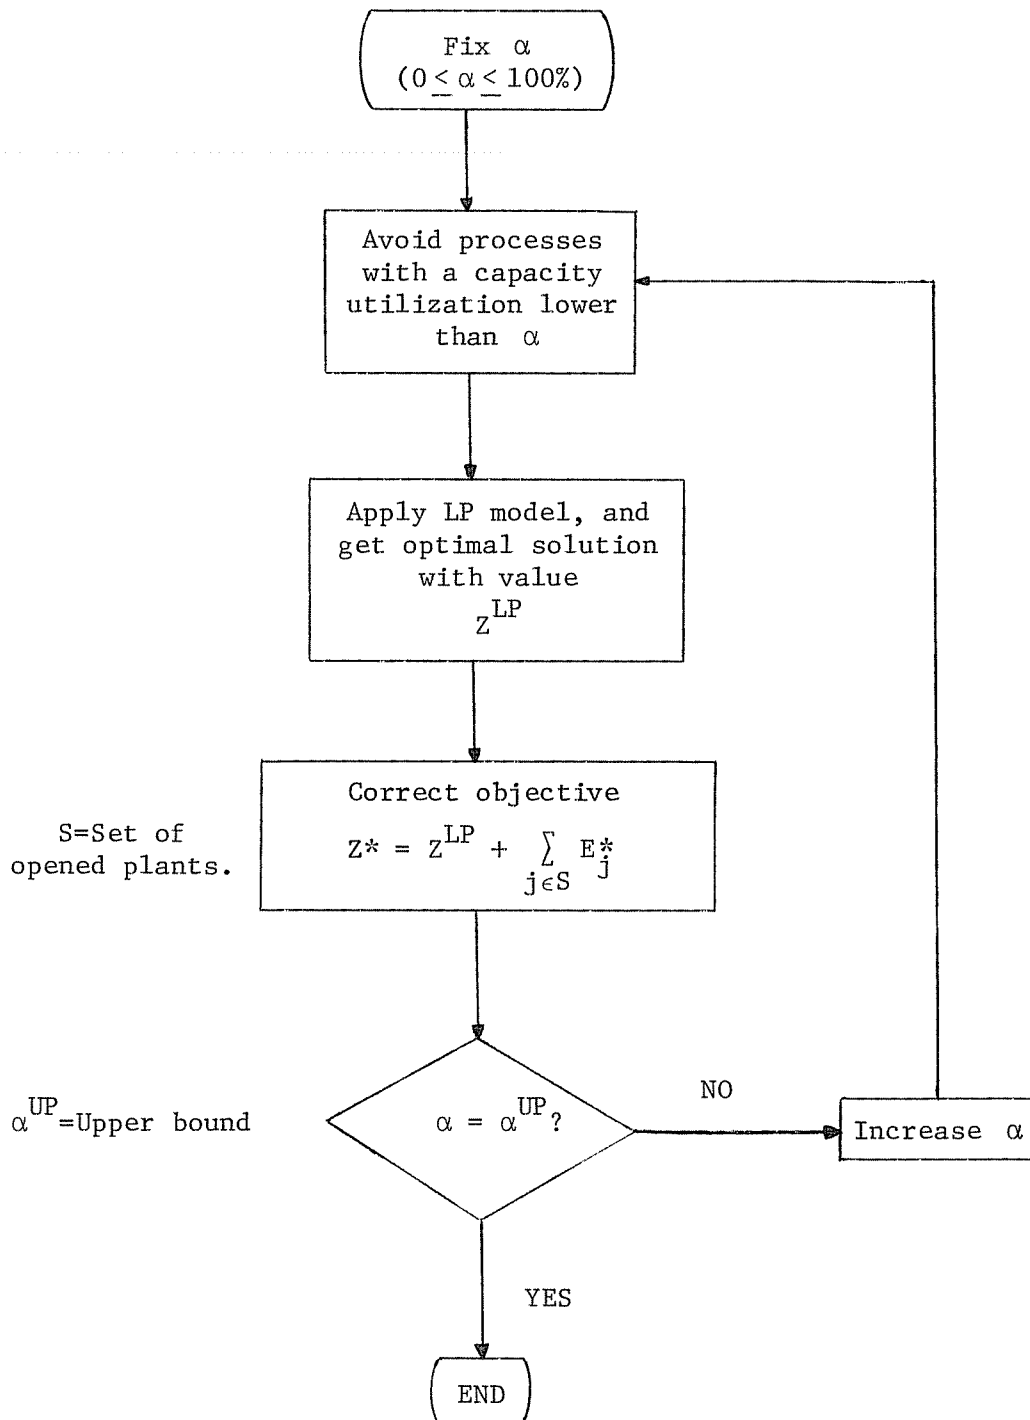 Fix α
(0 ≤ α ≤ 100%)
Avoid processes
with a capacity
utilization lower
than α
Apply LP model, and
get optimal solution
with value
Z^LP
Correct objective
Z* = Z^LP + ∑ E*_j
j∈S
S=Set of
opened plants.
α^UP=Upper bound
α = α^UP?
NO
Increase α
YES
END